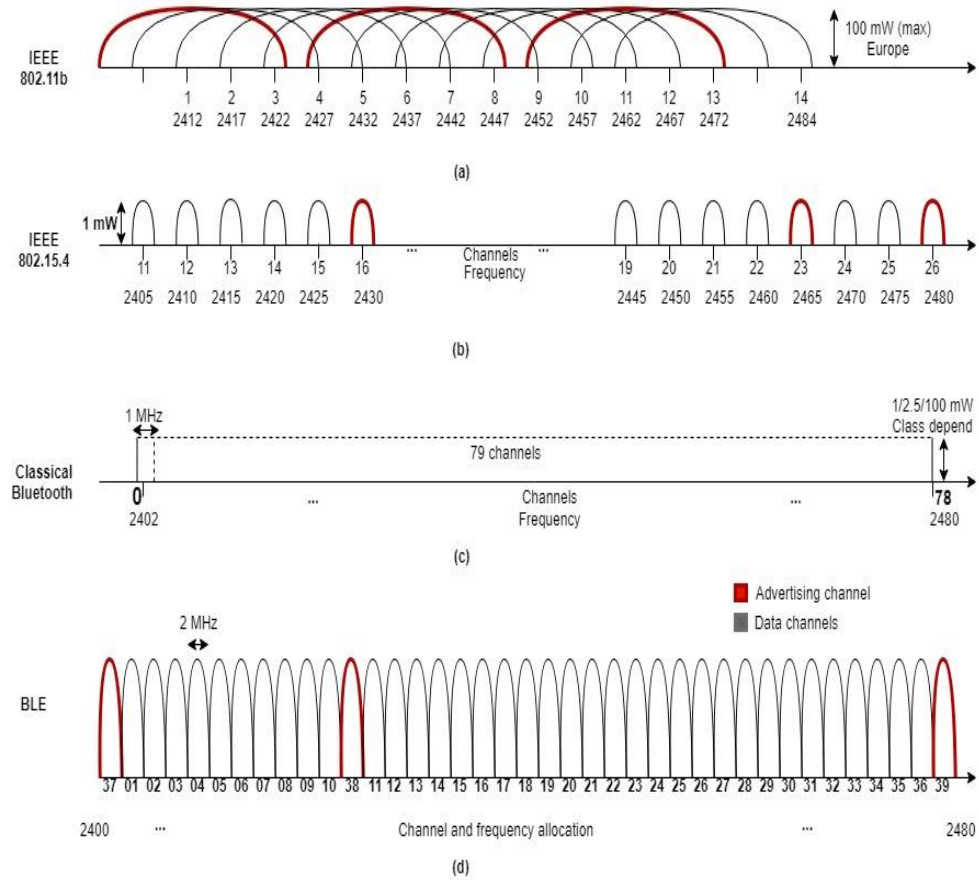 100 mW (max)
Europe
IEEE
802.11b
1 2 3 4 5 6 7 8 9 10 11 12 13 14
2412 2417 2422 2427 2432 2437 2442 2447 2452 2457 2462 2467 2472 2484
(a)
1 mW
IEEE
802.15.4
... Channels ...
Frequency
11 12 13 14 15 16 19 20 21 22 23 24 25 26
2405 2410 2415 2420 2425 2430 2445 2450 2455 2460 2465 2470 2475 2480
(b)
1 MHz
1/2.5/100 mW
Class depend
79 channels
Classical
Bluetooth
0 ... Channels ... 78
2402 Frequency 2480
(c)
Advertising channel
Data channels
2 MHz
BLE
37 01 02 03 04 05 06 07 08 09 10 38 11 12 13 14 15 16 17 18 19 20 21 22 23 24 25 26 27 28 29 30 31 32 33 34 35 36 39
2400 ... Channel and frequency allocation ... 2480
(d)